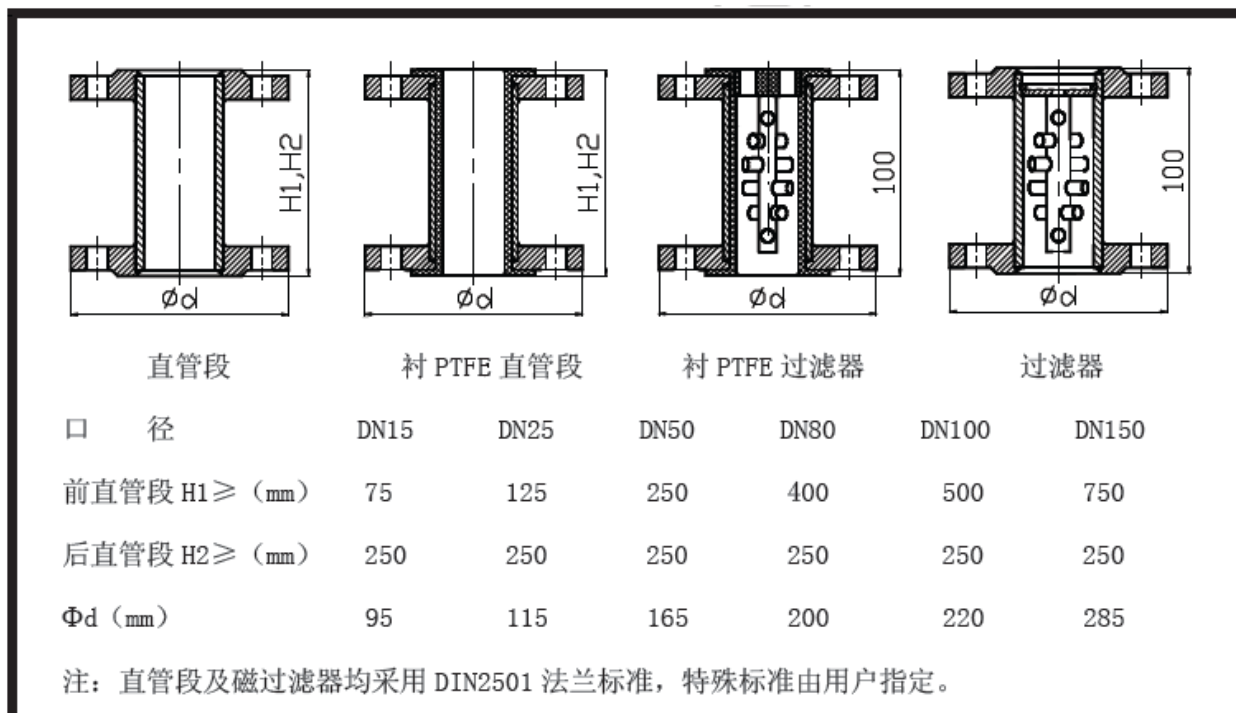 H1,H2
Ød
H1,H2
Ød
100
Ød
100
Ød
直管段 衬 PTFE 直管段 衬 PTFE 过滤器 过滤器
口 径 DN15 DN25 DN50 DN80 DN100 DN150
前直管段 H1≥（mm） 75 125 250 400 500 750
后直管段 H2≥（mm） 250 250 250 250 250 250
Φd（mm） 95 115 165 200 220 285
注：直管段及磁过滤器均采用 DIN2501 法兰标准，特殊标准由用户指定。